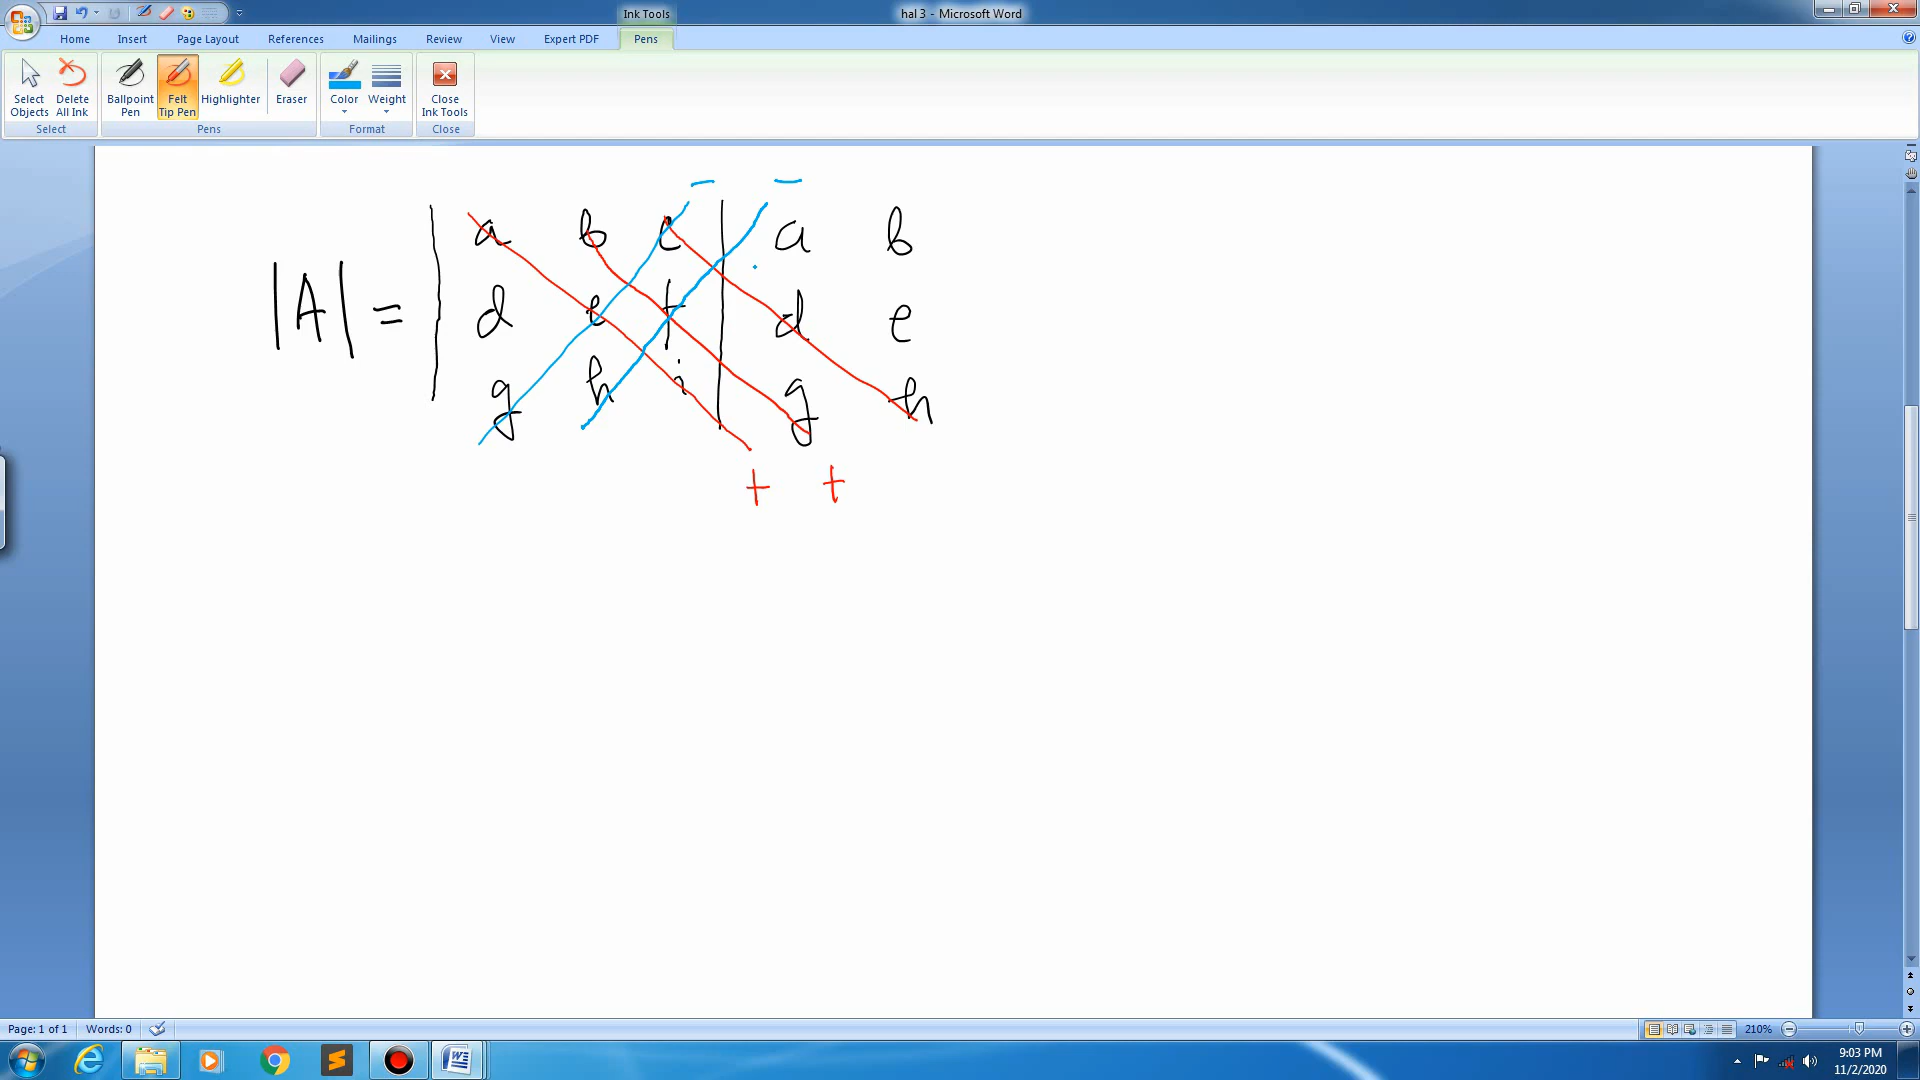 Ink Tools
hal 3 - Microsoft Word
Home Insert Page Layout References Mailings Review View Expert PDF Pens
Select Objects
Delete All Ink
Ballpoint Pen
Felt Tip Pen
Highlighter
Eraser
Color
Weight
Close Ink Tools
Select Pens Format Close
− −
|A| = | a b c | a b
d e f | d e
g h i | g h
+ +
Page: 1 of 1 Words: 0 210%
9:03 PM
11/2/2020